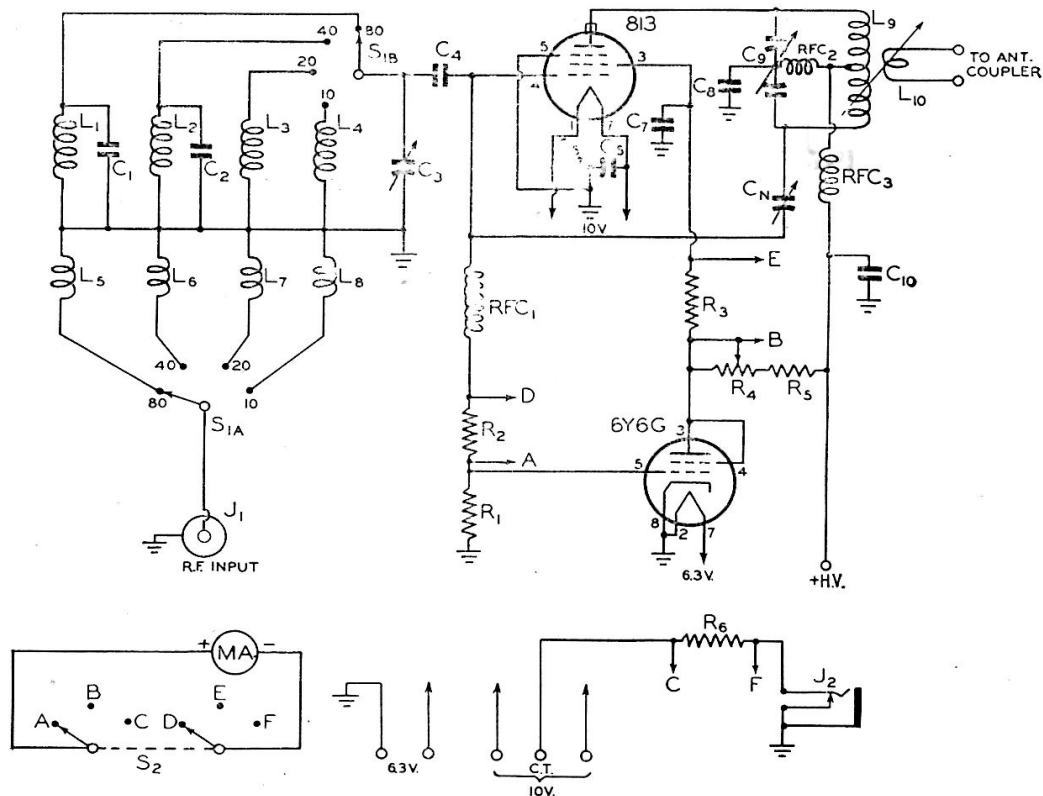 813
L9
80
40
S1B
C4
5
3
C9
RFC2
TO ANT.
COUPLER
20
4
C8
L10
10
L1
L2
L3
L4
C7
1
7
C5
C1
C2
C3
CN
RFC3
10V
E
L5
L6
L7
L8
C10
RFC1
R3
B
40
20
R4
R5
80
10
D
S1A
6Y6G
R2
3
A
5
4
J1
R1
8
2
7
R.F. INPUT
6.3V.
+H.V.
+ MA -
R6
B
E
C
F
J2
A
C
D
F
S2
6.3V.
C.T.
10V.